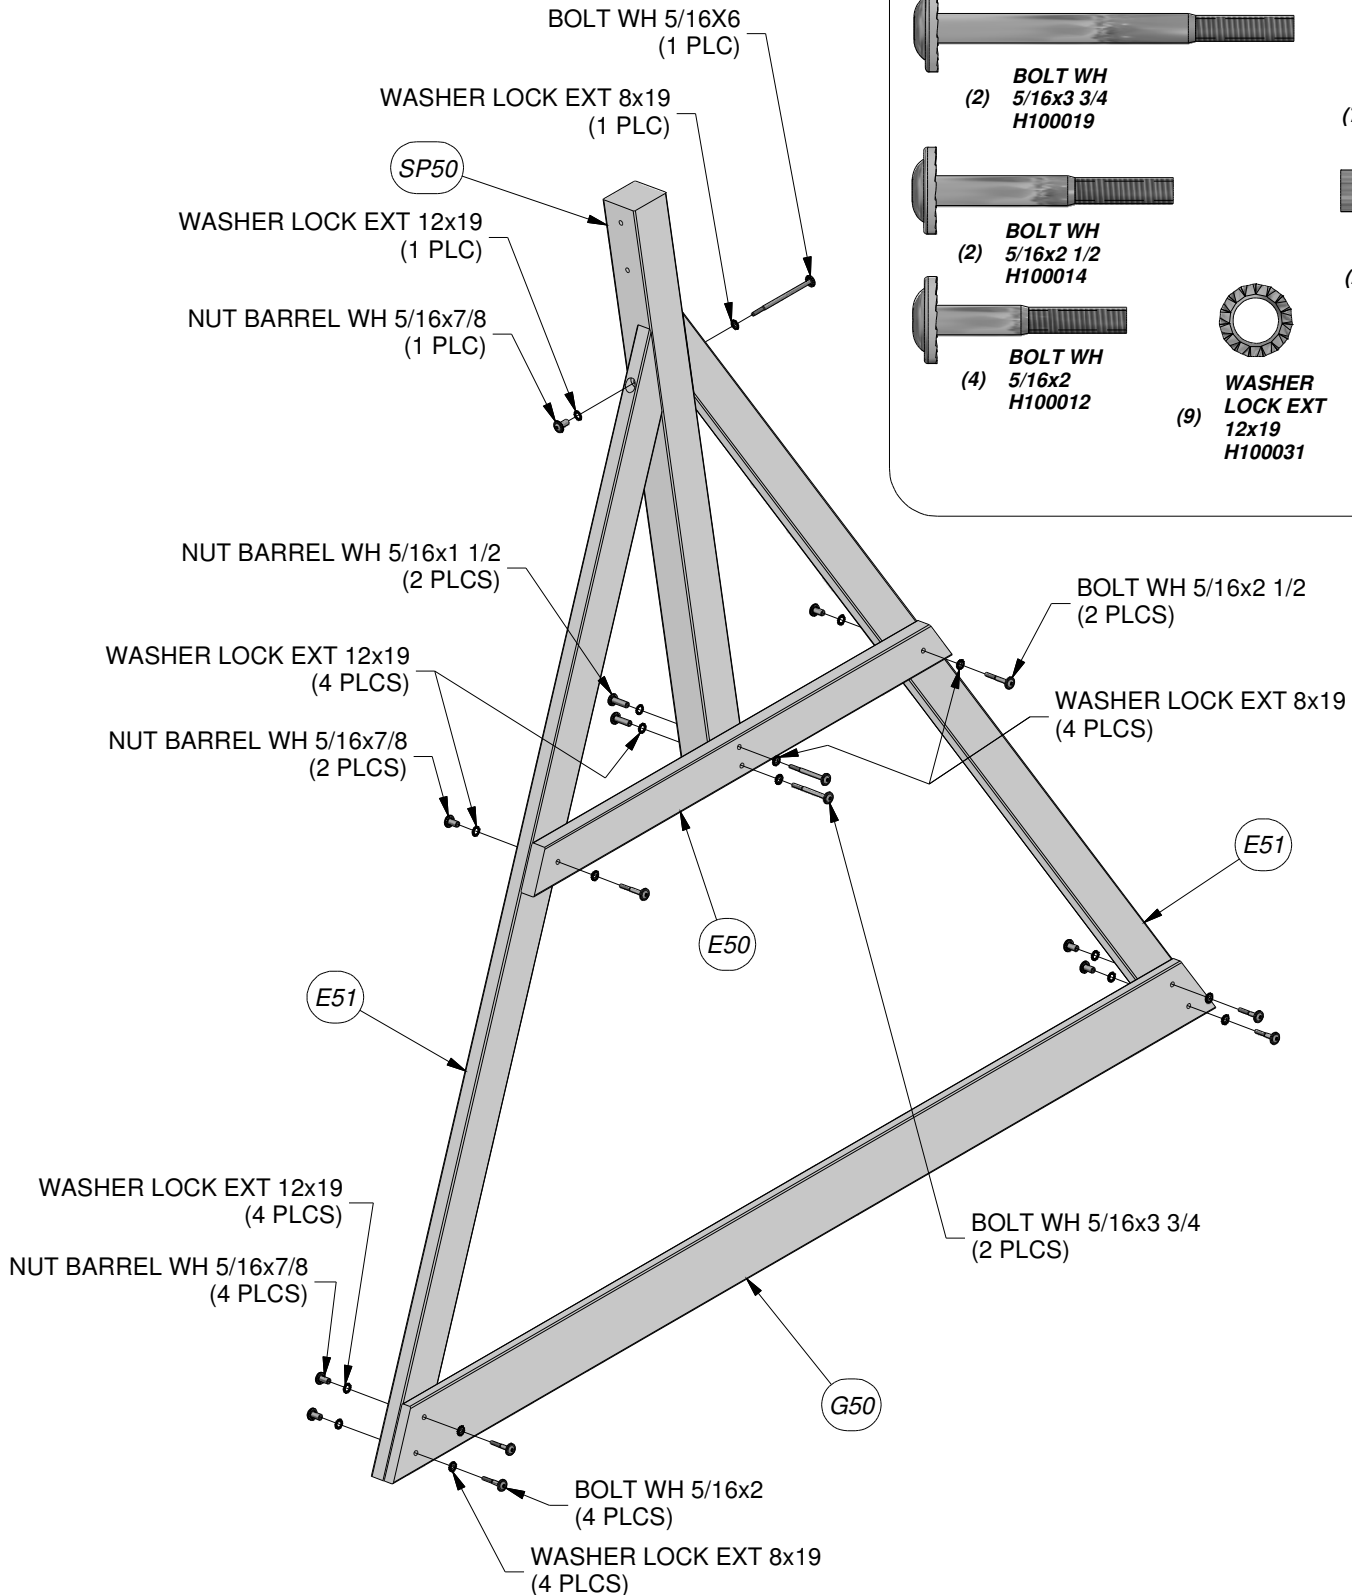 BOLT WH 5/16X6
(1 PLC)
WASHER LOCK EXT 8x19
(1 PLC)
SP50
WASHER LOCK EXT 12x19
(1 PLC)
NUT BARREL WH 5/16x7/8
(1 PLC)
(2)
BOLT WH
5/16x3 3/4
H100019
(2)
BOLT WH
5/16x2 1/2
H100014
(4)
BOLT WH
5/16x2
H100012
(9)
WASHER
LOCK EXT
12x19
H100031
NUT BARREL WH 5/16x1 1/2
(2 PLCS)
WASHER LOCK EXT 12x19
(4 PLCS)
NUT BARREL WH 5/16x7/8
(2 PLCS)
BOLT WH 5/16x2 1/2
(2 PLCS)
WASHER LOCK EXT 8x19
(4 PLCS)
E51
E50
E51
WASHER LOCK EXT 12x19
(4 PLCS)
NUT BARREL WH 5/16x7/8
(4 PLCS)
BOLT WH 5/16x3 3/4
(2 PLCS)
G50
BOLT WH 5/16x2
(4 PLCS)
WASHER LOCK EXT 8x19
(4 PLCS)